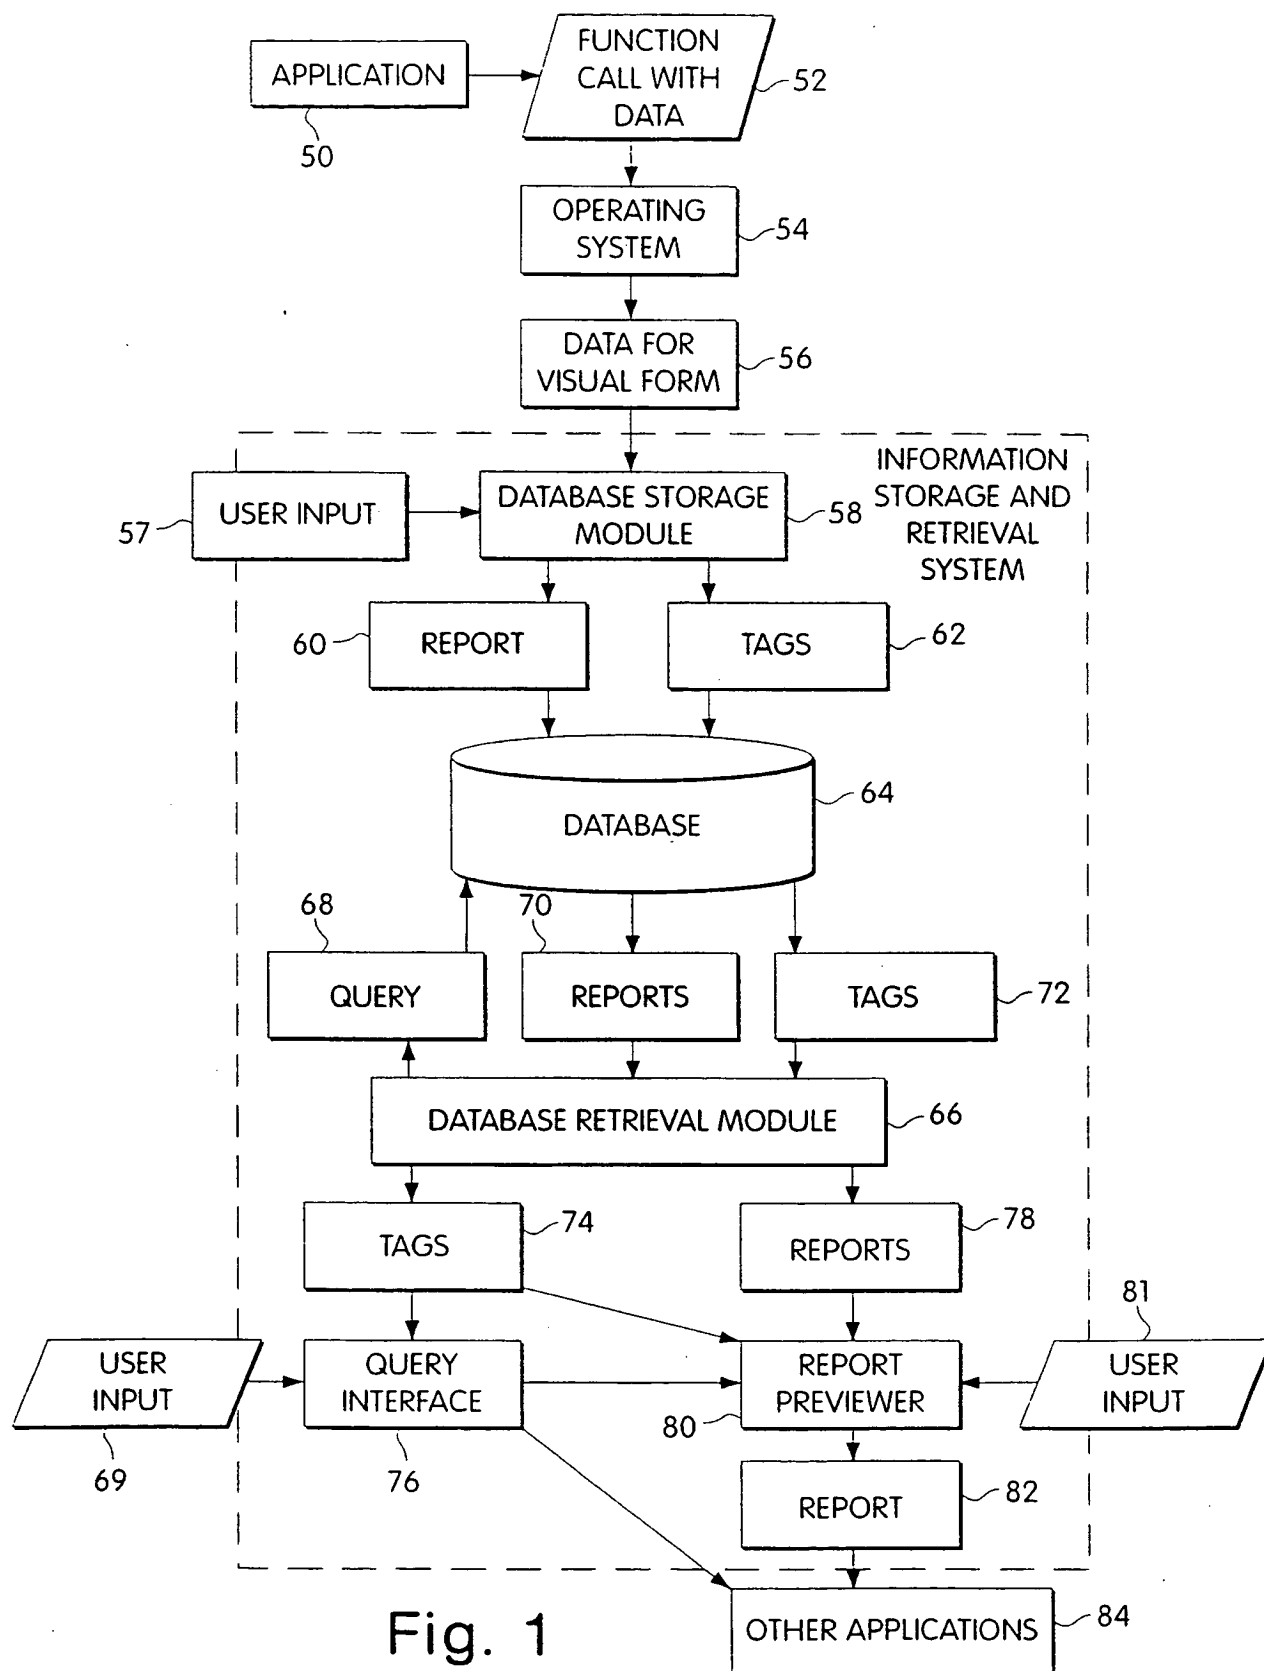 FUNCTION
CALL WITH
DATA
52
APPLICATION
50
OPERATING
SYSTEM
54
DATA FOR
VISUAL FORM
56
INFORMATION
STORAGE AND
RETRIEVAL
SYSTEM
USER INPUT
57
DATABASE STORAGE
MODULE
58
60
REPORT
TAGS
62
DATABASE
64
68
70
QUERY
REPORTS
TAGS
72
DATABASE RETRIEVAL MODULE
66
TAGS
74
REPORTS
78
81
USER
INPUT
69
QUERY
INTERFACE
76
REPORT
PREVIEWER
80
USER
INPUT
REPORT
82
OTHER APPLICATIONS
84
Fig. 1